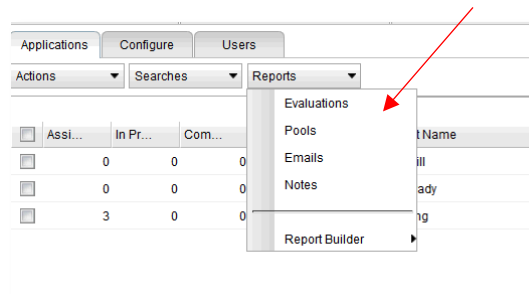 Applications Configure Users
Actions Searches Reports
Evaluations
Assi... In Pr... Com... Pools t Name
0 0 0 Emails ill
0 0 0 Notes ady
3 0 0 ng
Report Builder